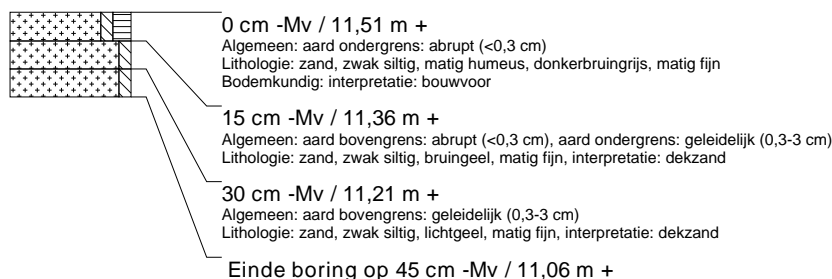 0 cm -Mv / 11,51 m +
Algemeen: aard ondergrens: abrupt (<0,3 cm)
Lithologie: zand, zwak siltig, matig humeus, donkerbruingrijs, matig fijn
Bodemkundig: interpretatie: bouwvoor
15 cm -Mv / 11,36 m +
Algemeen: aard bovengrens: abrupt (<0,3 cm), aard ondergrens: geleidelijk (0,3-3 cm)
Lithologie: zand, zwak siltig, bruingeel, matig fijn, interpretatie: dekzand
30 cm -Mv / 11,21 m +
Algemeen: aard bovengrens: geleidelijk (0,3-3 cm)
Lithologie: zand, zwak siltig, lichtgeel, matig fijn, interpretatie: dekzand
Einde boring op 45 cm -Mv / 11,06 m +